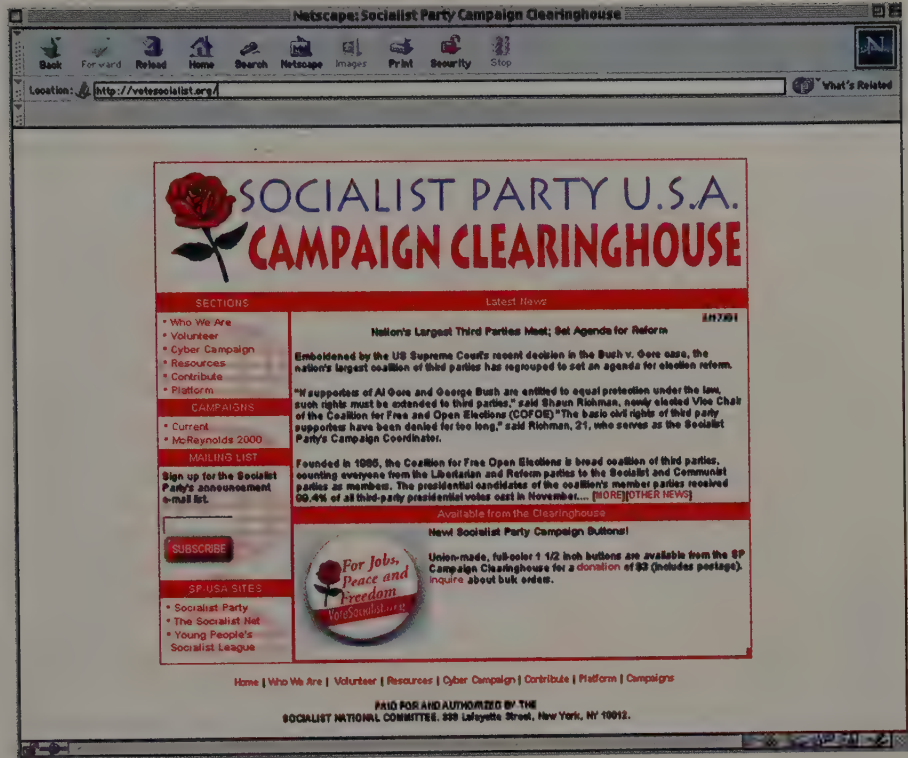 Netscape: Socialist Party Campaign Clearinghouse
Back Forward Reload Home Search Netscape Images Print Security Stop
N
Location: http://votesocialist.org/ What's Related
SOCIALIST PARTY U.S.A.
CAMPAIGN CLEARINGHOUSE
SECTIONS
• Who We Are
• Volunteer
• Cyber Campaign
• Resources
• Contribute
• Platform
CAMPAIGNS
• Current
• McReynolds 2000
MAILING LIST
Sign up for the Socialist
Party's announcement
e-mail list.
SUBSCRIBE
SP-USA SITES
• Socialist Party
• The Socialist Net
• Young People's
Socialist League
Latest News
Nation's Largest Third Parties Meet; Set Agenda for Reform
Emboldened by the US Supreme Court's recent decision in the Bush v. Gore case, the
nation's largest coalition of third parties has regrouped to set an agenda for election reform.
"If supporters of Al Gore and George Bush are entitled to equal protection under the law,
such rights must be extended to third parties," said Shaun Richman, newly elected Vice Chair
of the Coalition for Free and Open Elections (COFOE) "The basic civil rights of third party
supporters have been denied for too long," said Richman, 21, who serves as the Socialist
Party's Campaign Coordinator.
Founded in 1985, the Coalition for Free Open Elections is broad coalition of third parties,
counting everyone from the Libertarian and Reform parties to the Socialist and Communist
parties as members. The presidential candidates of the coalition's member parties received
99.4% of all third-party presidential votes cast in November.... [MORE][OTHER NEWS]
Available from the Clearinghouse
New! Socialist Party Campaign Buttons!
Union-made, full-color 1 1/2 inch buttons are available from the SP
Campaign Clearinghouse for a donation of $3 (includes postage).
Inquire about bulk orders.
For Jobs,
Peace and
Freedom
VoteSocialist.org
Home | Who We Are | Volunteer | Resources | Cyber Campaign | Contribute | Platform | Campaigns
PAID FOR AND AUTHORIZED BY THE
SOCIALIST NATIONAL COMMITTEE. 339 Lafayette Street, New York, NY 10012.